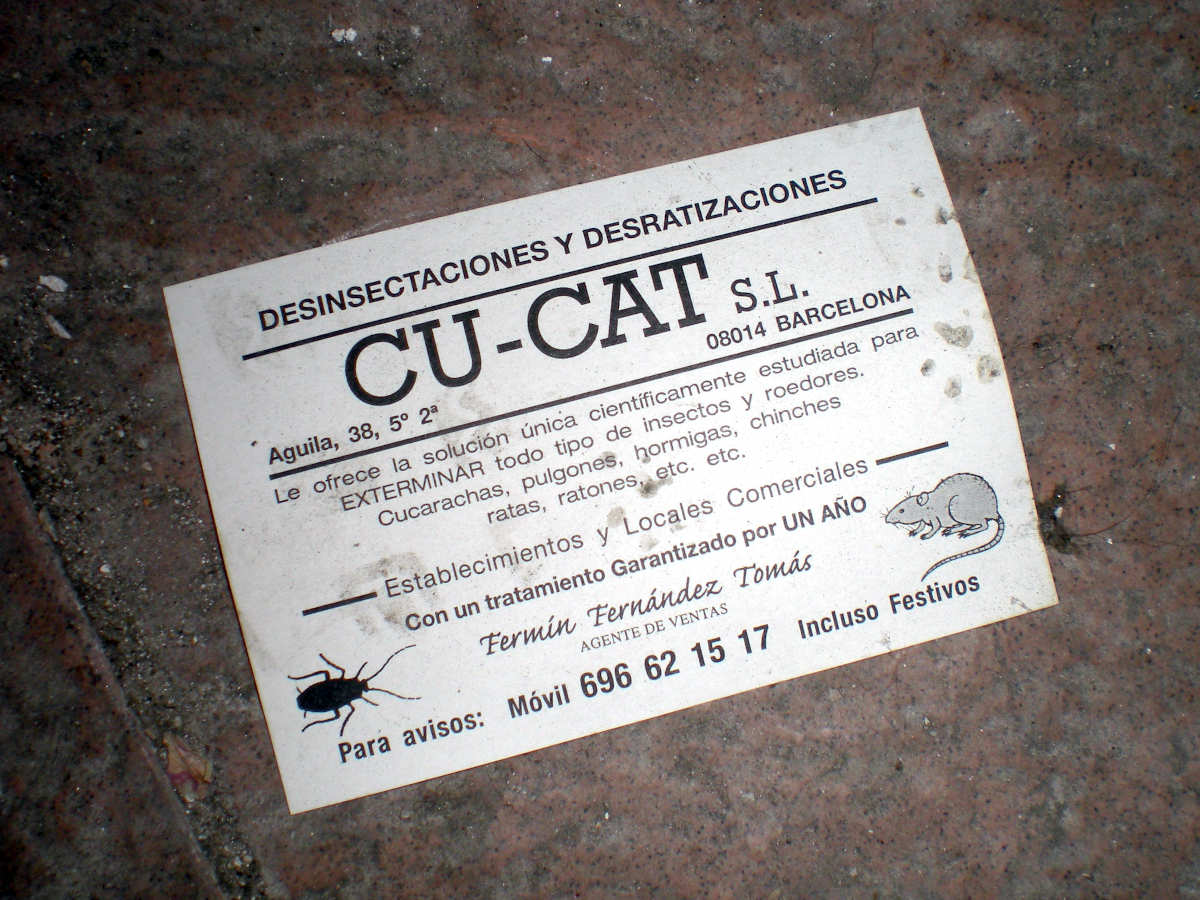 DESINSECTACIONES Y DESRATIZACIONES
CU-CAT S.L.
Aguila, 38, 5º 2ª 08014 BARCELONA
Le ofrece la solución única científicamente estudiada para
EXTERMINAR todo tipo de insectos y roedores.
Cucarachas, pulgones, hormigas, chinches
ratas, ratones, etc. etc.
Establecimientos y Locales Comerciales
Con un tratamiento Garantizado por UN AÑO
Fermín Fernández Tomás
AGENTE DE VENTAS
Para avisos: Móvil 696 62 15 17 Incluso Festivos